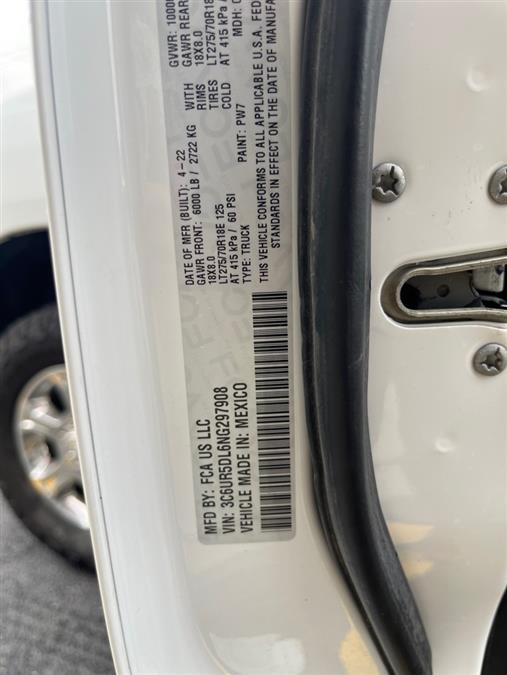 MFD BY: FCA US LLC
DATE OF MFR (BUILT): 4-22
GVWR: 1000
GAWR FRONT: 6000 LB / 2722 KG
WITH
GAWR REAR
18X8.0
RIMS
18X8.0
LT275/70R18E 125
TIRES
LT275/70R18
AT 415 kPa / 60 PSI
COLD
AT 415 kPa /
VIN: 3C6UR5DL6NG297908
TYPE: TRUCK
PAINT: PW7
MDH:
VEHICLE MADE IN: MEXICO
THIS VEHICLE CONFORMS TO ALL APPLICABLE U.S.A. FED
STANDARDS IN EFFECT ON THE DATE OF MANUFA